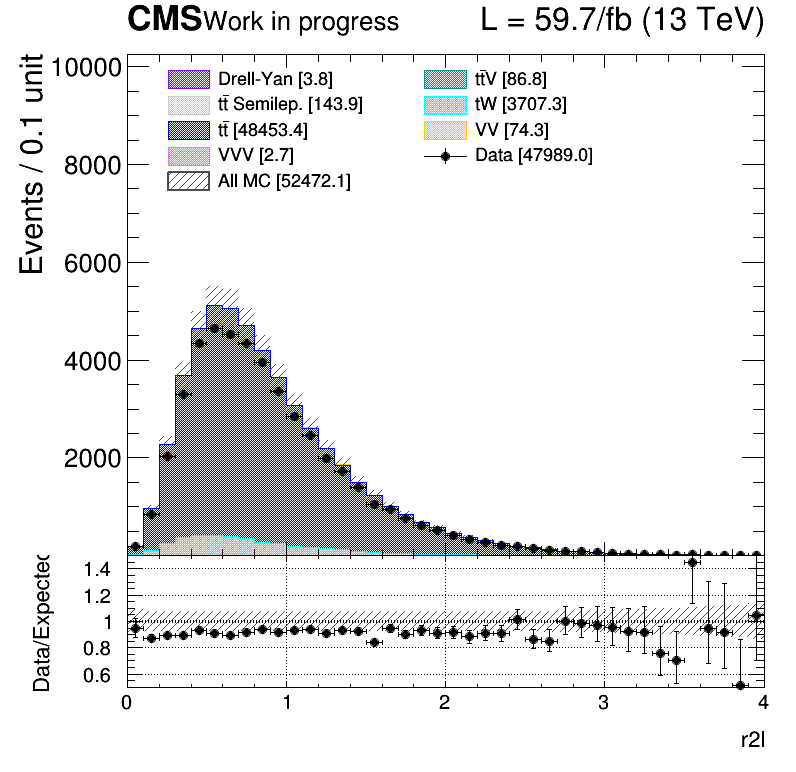 CMS Work in progress L = 59.7/fb (13 TeV)
Events / 0.1 unit
10000
8000
6000
4000
2000
Drell-Yan [3.8]
tt̄ Semilep. [143.9]
tt̄ [48453.4]
VVV [2.7]
All MC [52472.1]
tt̄V [86.8]
tW [3707.3]
VV [74.3]
Data [47989.0]
Data/Expected
1.4
1.2
1
0.8
0.6
0 1 2 3 4
r2l